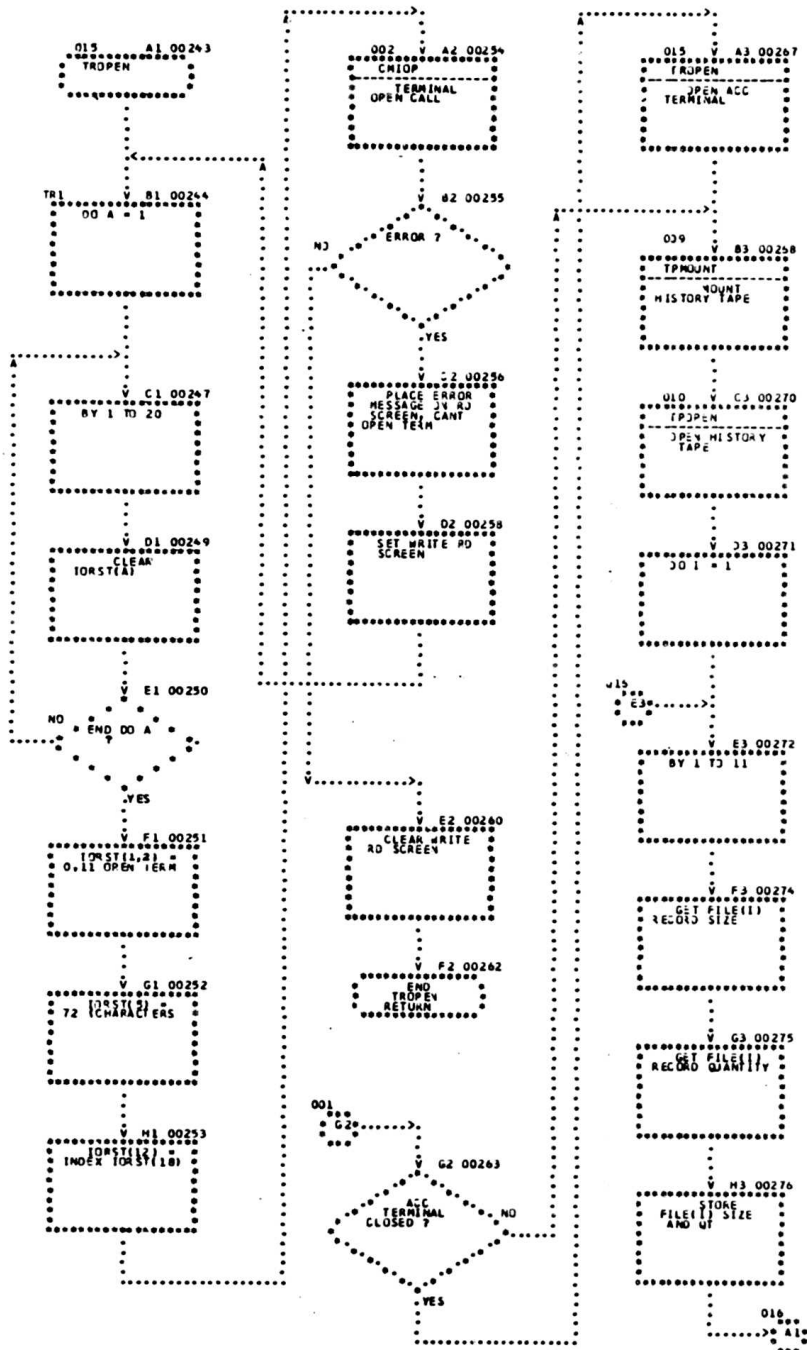 015 A1 00243
TROPEN
TR1 B1 00244
DO A = 1
C1 00247
BY 1 TO 20
D1 00249
CLEAR
IORST(A)
E1 00250
NO
END DO A
?
YES
F1 00251
IORST(1,2) =
0,11 OPEN TERM
G1 00252
72 CHARACTERS
H1 00253
IORST(12) =
INDEX IORST(18)
002 A2 00254
CMIOP
TERMINAL
OPEN CALL
B2 00255
ERROR ?
NO
YES
C2 00256
PLACE ERROR
MESSAGE ON RD
SCREEN, CANT
OPEN TERM
D2 00258
SET WRITE RD
SCREEN
E2 00260
CLEAR WRITE
RD SCREEN
F2 00262
END
TROPEN
RETURN
001
G2
G2 00263
ACC
TERMINAL
CLOSED ?
NO
YES
015 A3 00267
TROPEN
OPEN ACC
TERMINAL
009 B3 00268
TPMOUNT
MOUNT
HISTORY TAPE
010 C3 00270
TPOPEN
OPEN HISTORY
TAPE
D3 00271
DO I = 1
015
E3
E3 00272
BY 1 TO 11
F3 00274
GET FILE(I)
RECORD SIZE
G3 00275
GET FILE(I)
RECORD QUANTITY
H3 00276
STORE
FILE(I) SIZE
AND QT
016
A1